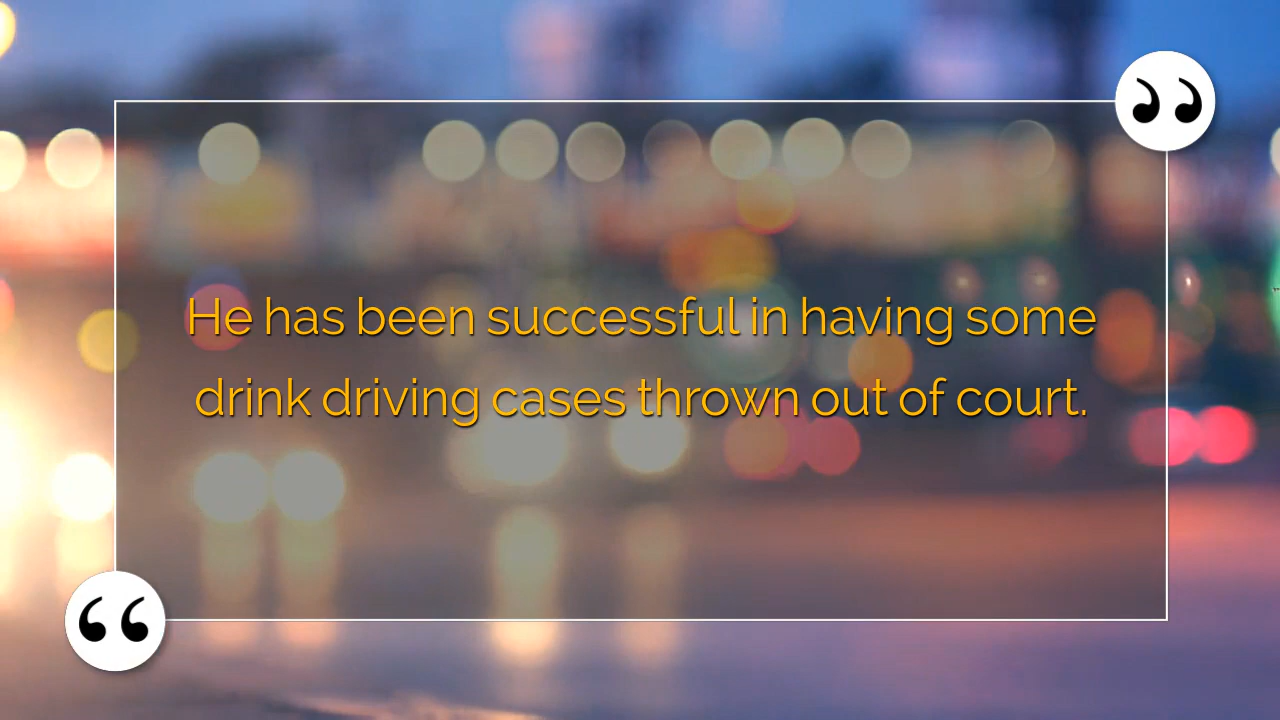 He has been successful in having some
drink driving cases thrown out of court.